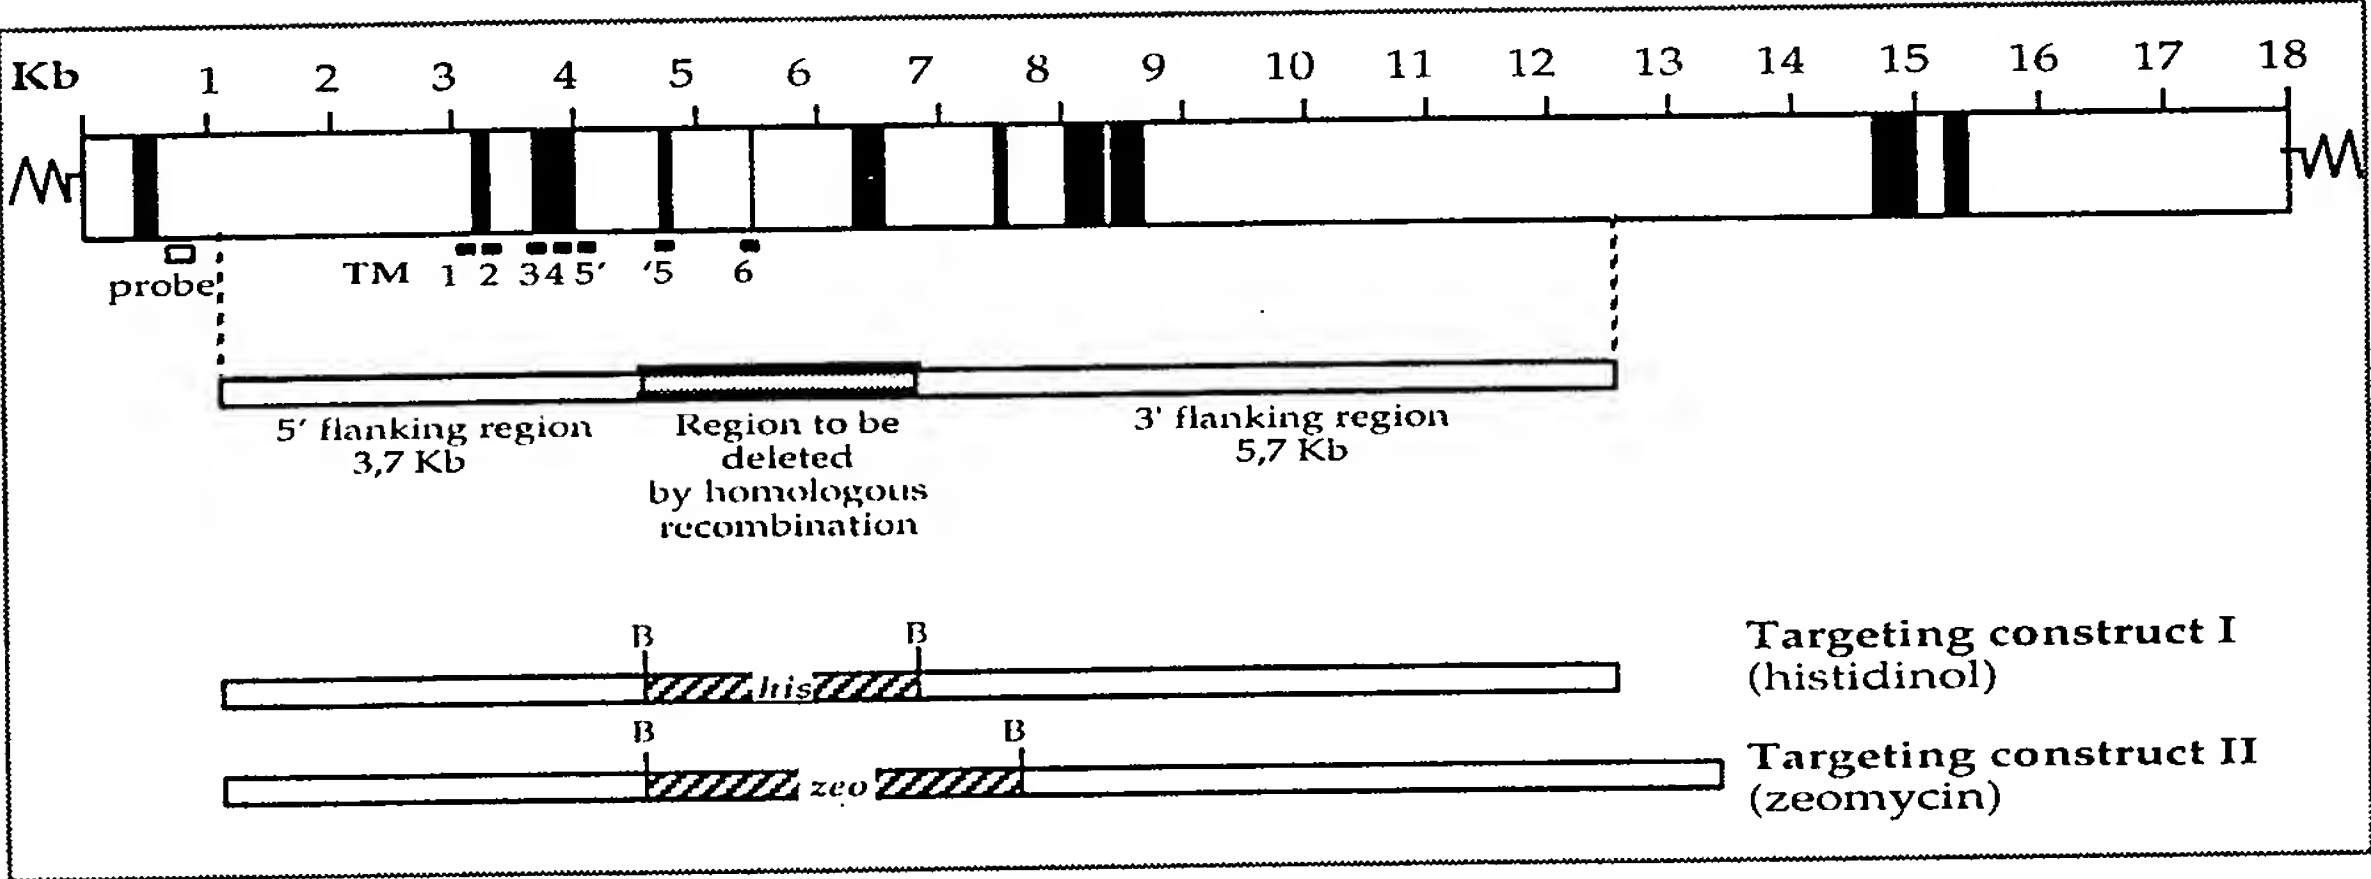 Kb 1 2 3 4 5 6 7 8 9 10 11 12 13 14 15 16 17 18
probe TM 1 2 3 4 5′ ‘5 6
5′ flanking region
3,7 Kb
Region to be
deleted
by homologous
recombination
3' flanking region
5,7 Kb
B B
his
Targeting construct I
(histidinol)
B B
zeo
Targeting construct II
(zeomycin)